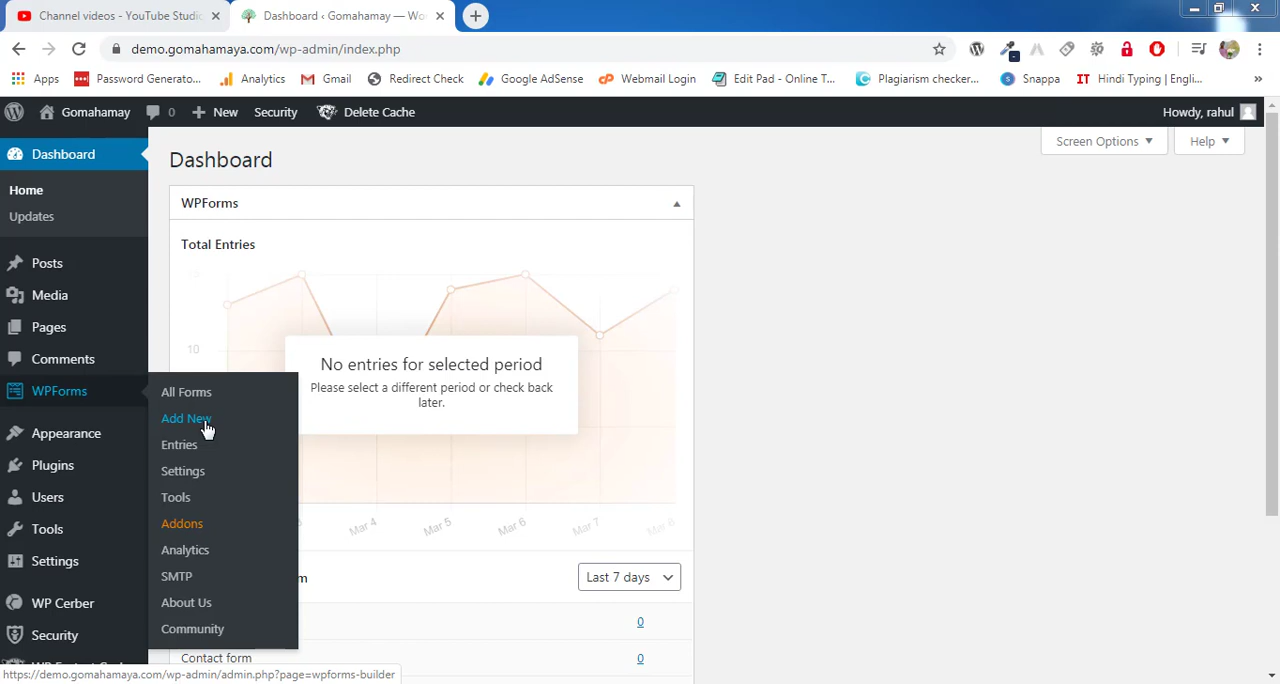 Channel videos - YouTube Studio
Dashboard ‹ Gomahamay — Wo
demo.gomahamaya.com/wp-admin/index.php
Apps Password Generato... Analytics Gmail Redirect Check Google AdSense Webmail Login Edit Pad - Online T... Plagiarism checker... Snappa IT Hindi Typing | Engli... »
Gomahamay 0 New Security Delete Cache Howdy, rahul
Screen Options Help
Dashboard
Dashboard
Home
Updates
Posts
Media
Pages
Comments
WPForms
Appearance
Plugins
Users
Tools
Settings
WP Cerber
Security
All Forms
Add New
Entries
Settings
Tools
Addons
Analytics
SMTP
About Us
Community
WPForms
Total Entries
10
No entries for selected period
Please select a different period or check back
later.
Mar 4 Mar 5 Mar 6 Mar 7 Mar 8
Last 7 days
0
Contact form 0
https://demo.gomahamaya.com/wp-admin/admin.php?page=wpforms-builder